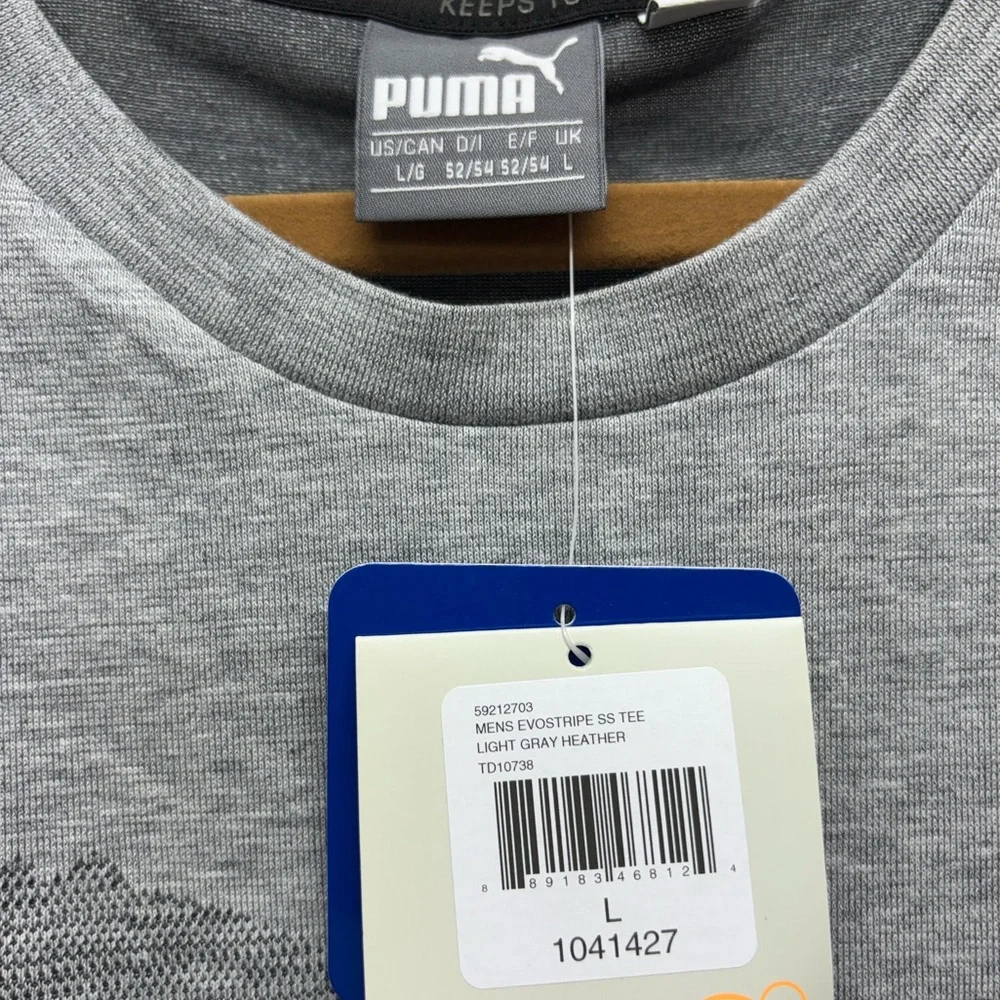 KEEPS
PUMA
US/CAN D/I E/F UK
L/G 52/54 52/54 L
59212703
MENS EVOSTRIPE SS TEE
LIGHT GRAY HEATHER
TD10738
8 89183 46812 4
L
1041427